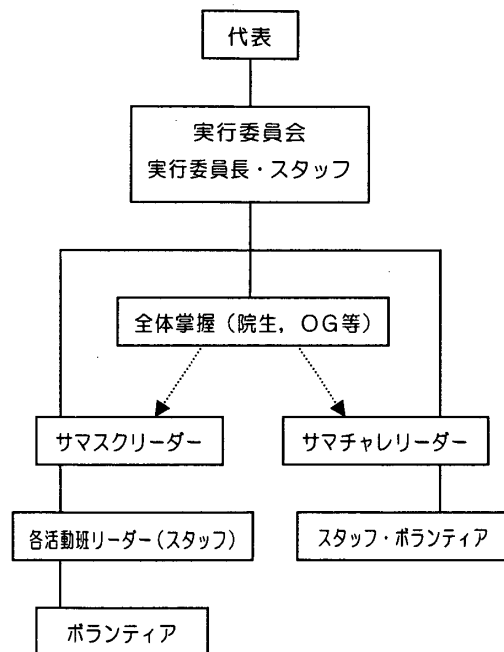 代表
実行委員会
実行委員長・スタッフ
全体掌握（院生，ＯＧ等）
サマスクリーダー
サマチャレリーダー
各活動班リーダー（スタッフ）
スタッフ・ボランティア
ボランティア